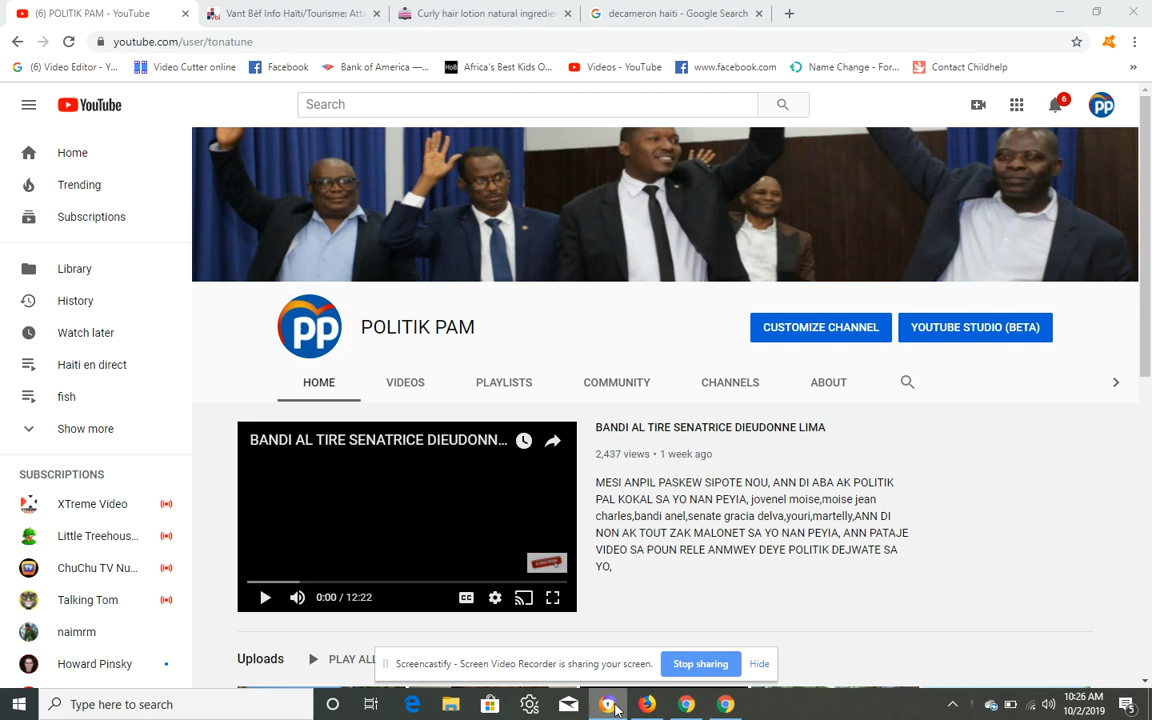 (6) POLITIK PAM - YouTube
Vant Bèf Info Haïti/Tourisme: Atta
Curly hair lotion natural ingredie
decameron haiti - Google Search
youtube.com/user/tonatune
(6) Video Editor - Y...
Video Cutter online
Facebook
Bank of America —...
HoB
Africa's Best Kids O...
Videos - YouTube
www.facebook.com
Name Change - For...
Contact Childhelp
YouTube
Search
6
pp
Home
Trending
Subscriptions
Library
History
Watch later
Haiti en direct
fish
Show more
SUBSCRIPTIONS
XTreme Video
Little Treehous...
ChuChu TV Nu...
Talking Tom
naimrm
Howard Pinsky
pp
POLITIK PAM
CUSTOMIZE CHANNEL
YOUTUBE STUDIO (BETA)
HOME
VIDEOS
PLAYLISTS
COMMUNITY
CHANNELS
ABOUT
BANDI AL TIRE SENATRICE DIEUDONN...
CC
0:00 / 12:22
BANDI AL TIRE SENATRICE DIEUDONNE LIMA
2,437 views • 1 week ago
MESI ANPIL PASKEW SIPOTE NOU, ANN DI ABA AK POLITIK
PAL KOKAL SA YO NAN PEYIA, jovenel moise,moise jean
charles,bandi anel,senate gracia delva,youri,martelly,ANN DI
NON AK TOUT ZAK MALONET SA YO NAN PEYIA, ANN PATAJE
VIDEO SA POUN RELE ANMWEY DEYE POLITIK DEJWATE SA
YO,
Uploads
PLAY ALL
Screencastify - Screen Video Recorder is sharing your screen.
Stop sharing
Hide
Type here to search
10:26 AM
10/2/2019
5